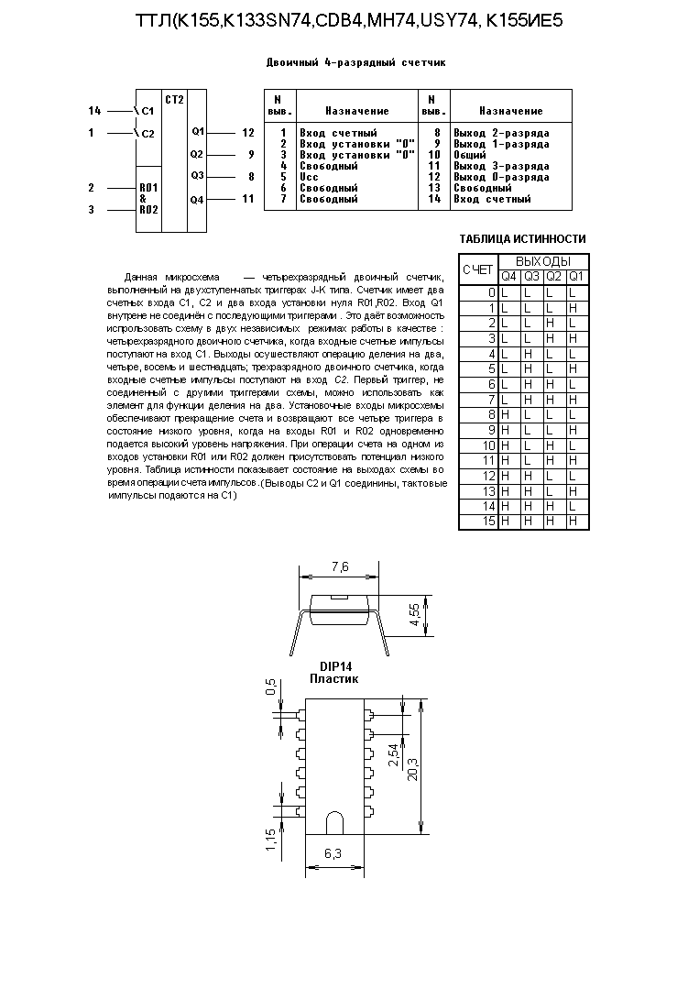 ТТЛ(К155,К133SN74,CDB4,MH74,USY74, К155ИЕ5
Двоичный 4-разрядный счетчик
CT2
14 C1
1 C2
2 R01
&
3 R02
Q1 12
Q2 9
Q3 8
Q4 11
N выв. Назначение N выв. Назначение
1 Вход счетный 8 Выход 2-разряда
2 Вход установки "0" 9 Выход 1-разряда
3 Вход установки "0" 10 Общий
4 Свободный 11 Выход 3-разряда
5 Ucc 12 Выход 0-разряда
6 Свободный 13 Свободный
7 Свободный 14 Вход счетный
Данная микросхема — четырехразрядный двоичный счетчик,
выполненный на двухступенчатых триггерах J-K типа. Счетчик имеет два
счетных входа С1, С2 и два входа установки нуля R01,R02. Вход Q1
внутрене не соединён с последующими триггерами . Это даёт возможность
испрользовать схему в двух независимых режимах работы в качестве :
четырехразрядного двоичного счетчика, когда входные счетные импульсы
поступают на вход С1. Выходы осуществляют операцию деления на два,
четыре, восемь и шестнадцать; трехразрядного двоичного счетчика, когда
входные счетные импульсы поступают на вход С2. Первый триггер, не
соединенный с другими триггерами схемы, можно использовать как
элемент для функции деления на два. Установочные входы микросхемы
обеспечивают прекращение счета и возвращают все четыре триггера в
состояние низкого уровня, когда на входы R01 и R02 одновременно
подается высокий уровень напряжения. При операции счета на одном из
входов установки R01 или R02 должен присутствовать потенциал низкого
уровня. Таблица истинности показывает состояние на выходах схемы во
время операции счета импульсов.(Выводы С2 и Q1 соединины, тактовые
импульсы подаются на С1)
ТАБЛИЦА ИСТИННОСТИ
СЧЕТ ВЫХОДЫ
Q4 Q3 Q2 Q1
0 L L L L
1 L L L H
2 L L H L
3 L L H H
4 L H L L
5 L H L H
6 L H H L
7 L H H H
8 H L L L
9 H L L H
10 H L H L
11 H L H H
12 H H L L
13 H H L H
14 H H H L
15 H H H H
7,6
4,55
DIP14
Пластик
0,5
2,54
20,3
1,15
6,3